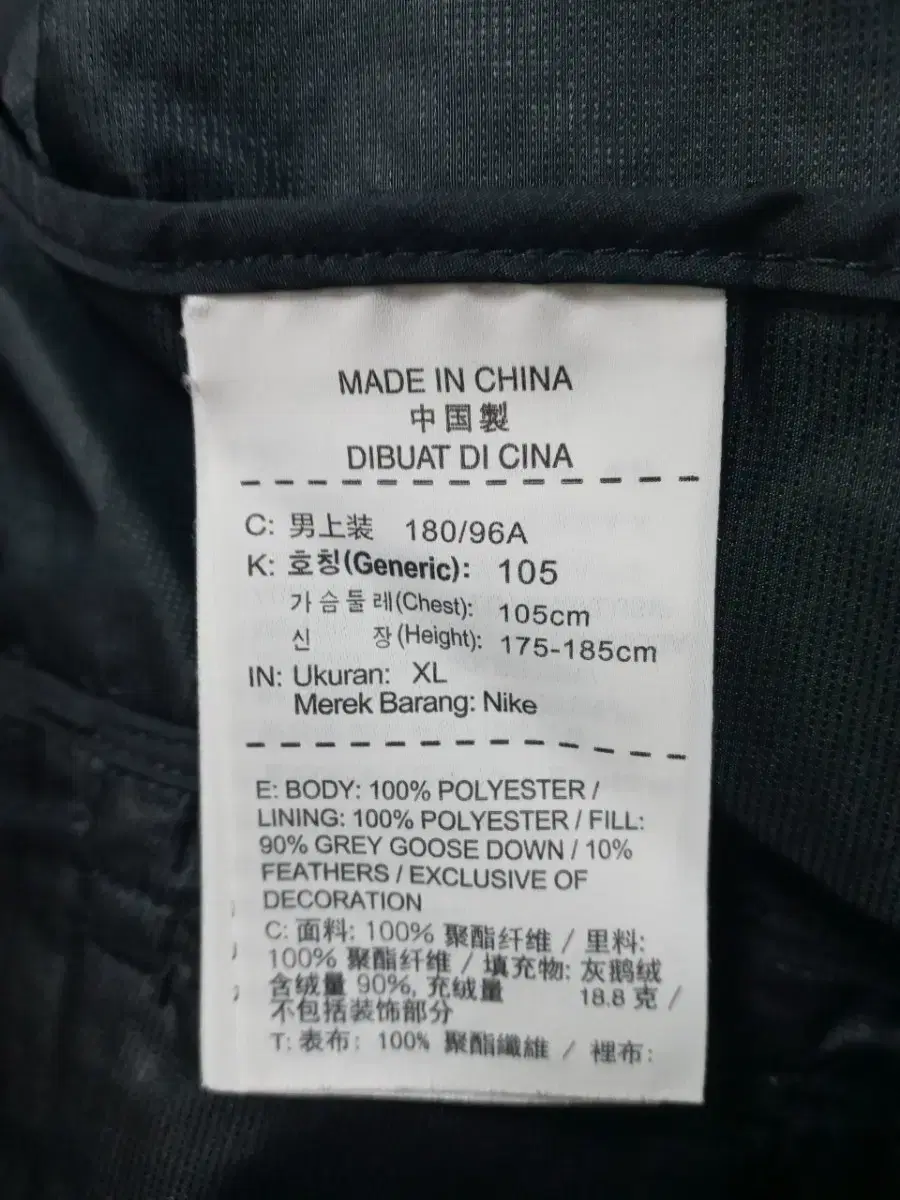 MADE IN CHINA
中国製
DIBUAT DI CINA
C: 男上装 180/96A
K: 호칭(Generic): 105
가슴둘레(Chest): 105cm
신 장(Height): 175-185cm
IN: Ukuran: XL
Merek Barang: Nike
E: BODY: 100% POLYESTER /
LINING: 100% POLYESTER / FILL:
90% GREY GOOSE DOWN / 10%
FEATHERS / EXCLUSIVE OF
DECORATION
C: 面料: 100% 聚酯纤维 / 里料:
100% 聚酯纤维 / 填充物: 灰鹅绒
含绒量 90%, 充绒量 18.8 克 /
不包括装饰部分
T: 表布: 100% 聚酯纖維 / 裡布: